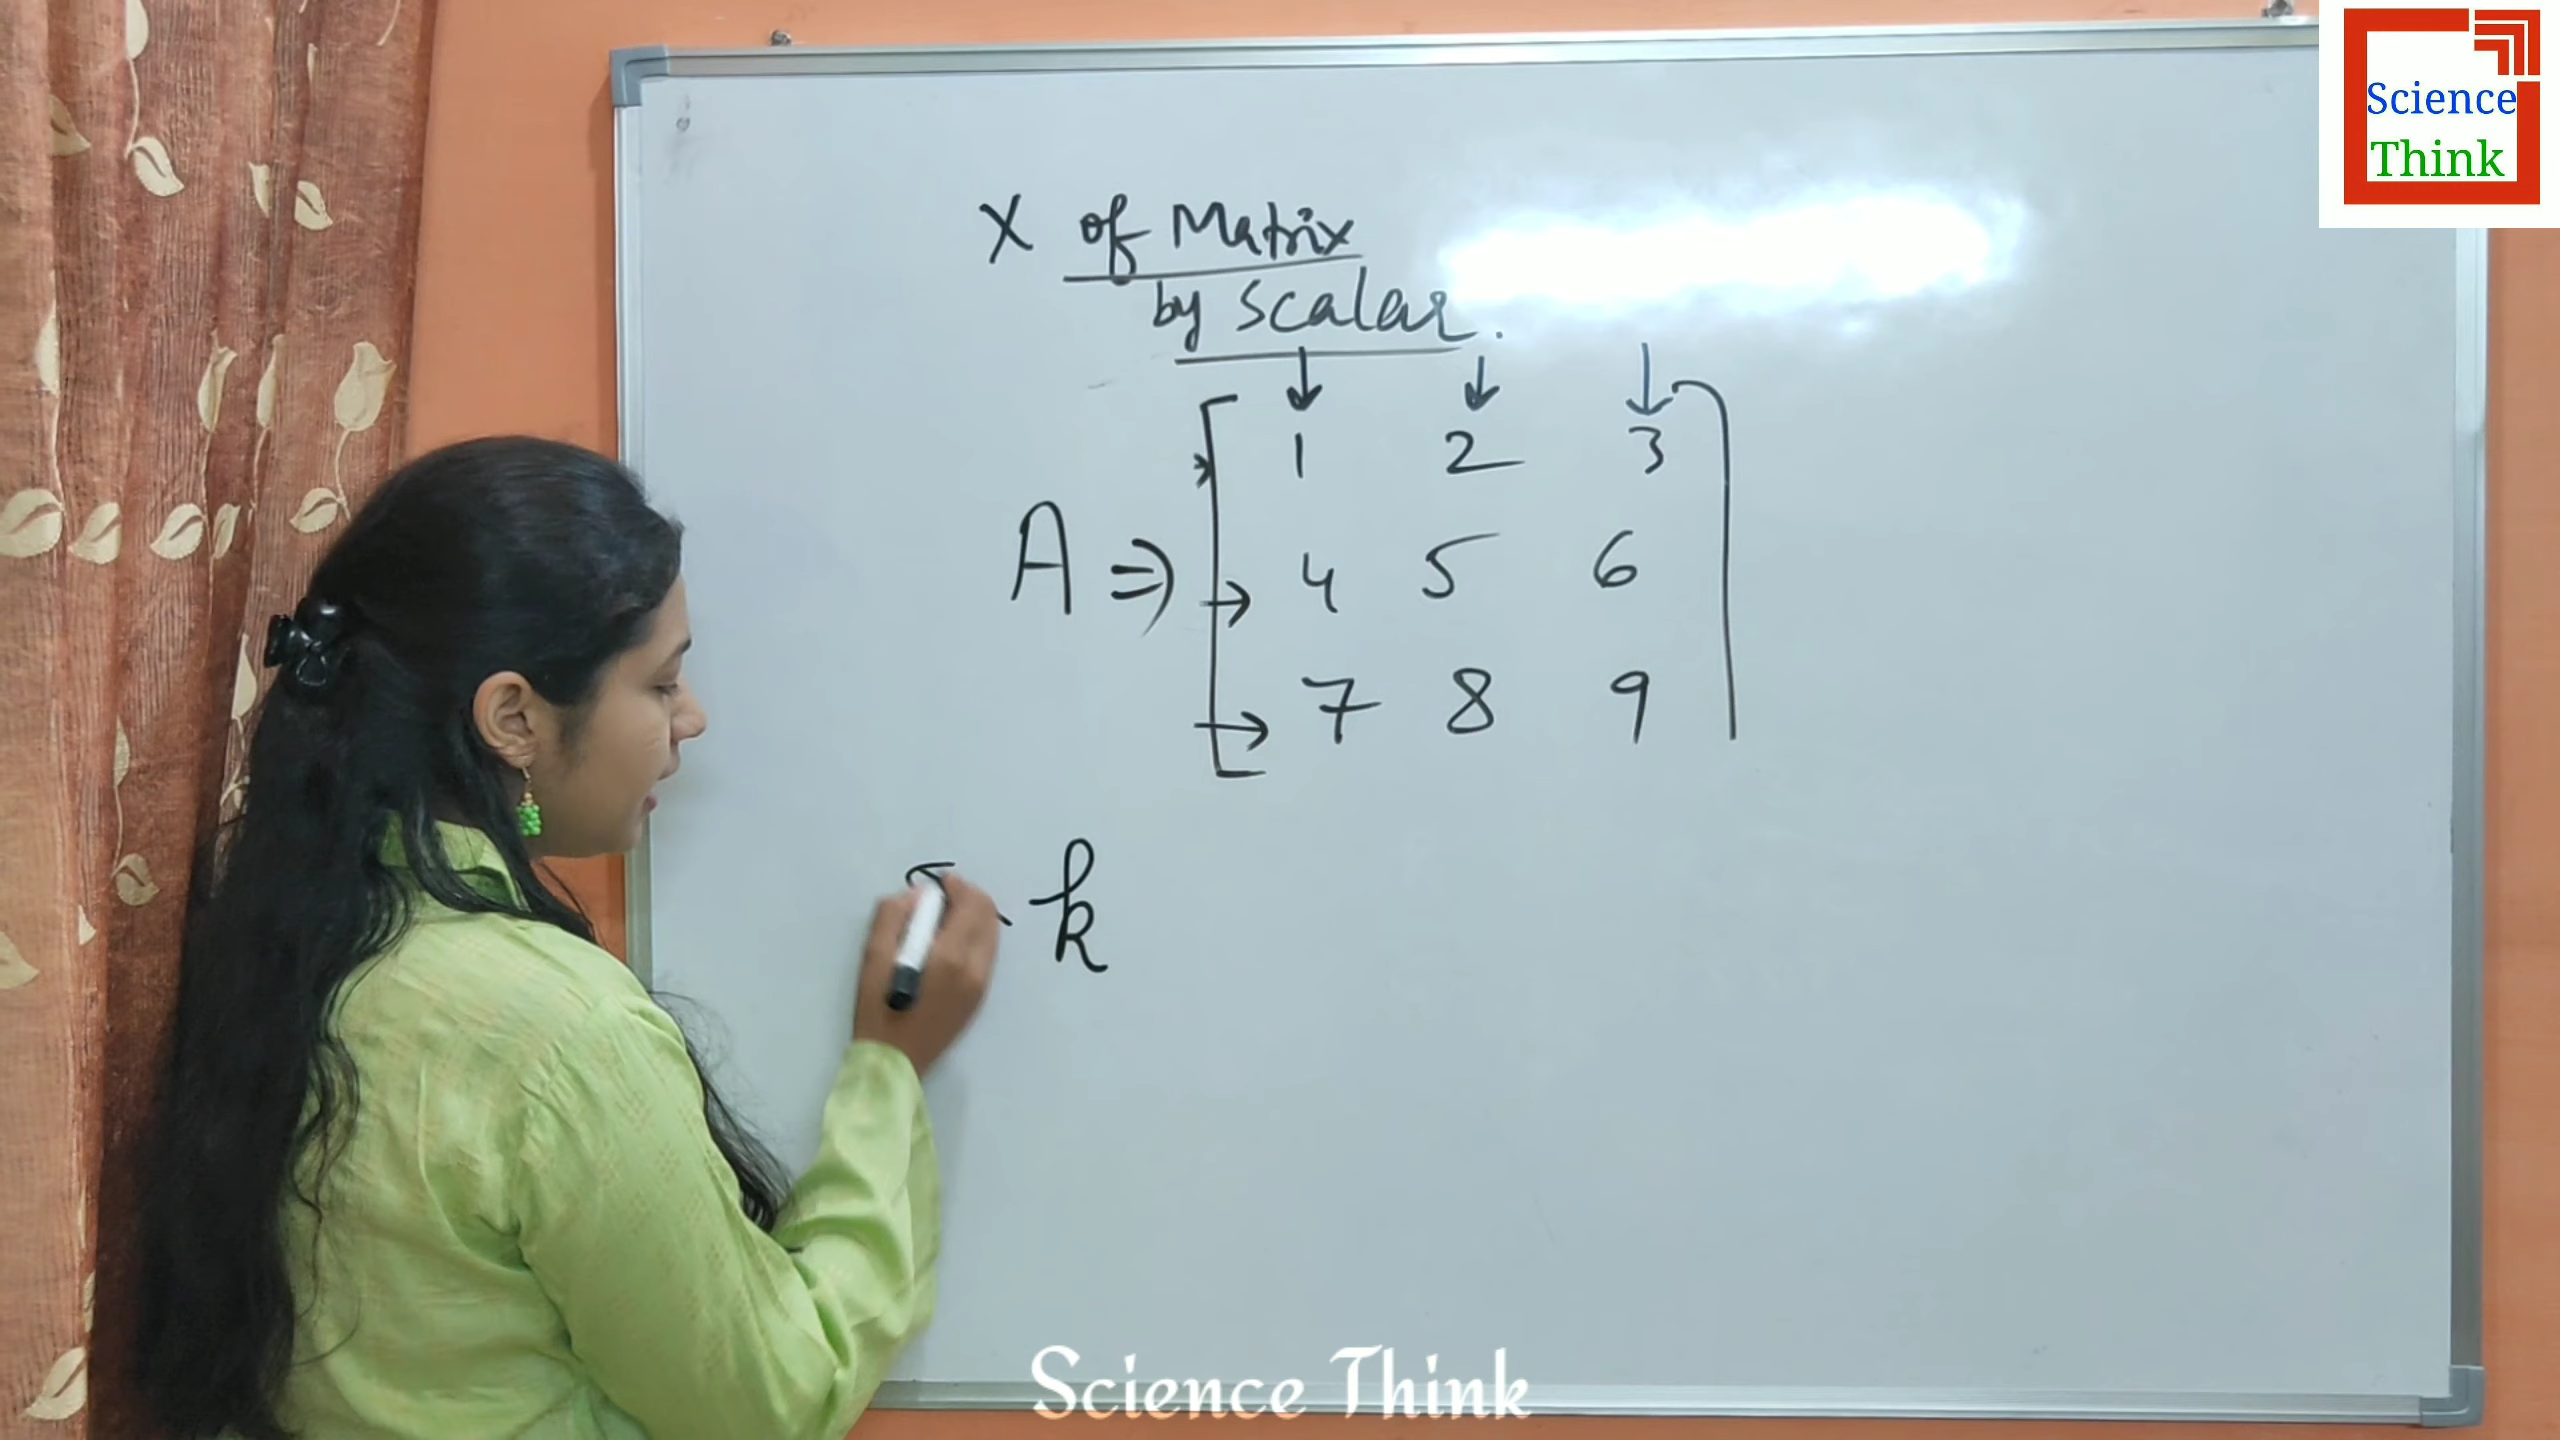 Science
Think
X of Matrix
by Scalar.
1 2 3
A ⇒ 4 5 6
7 8 9
k
Science Think